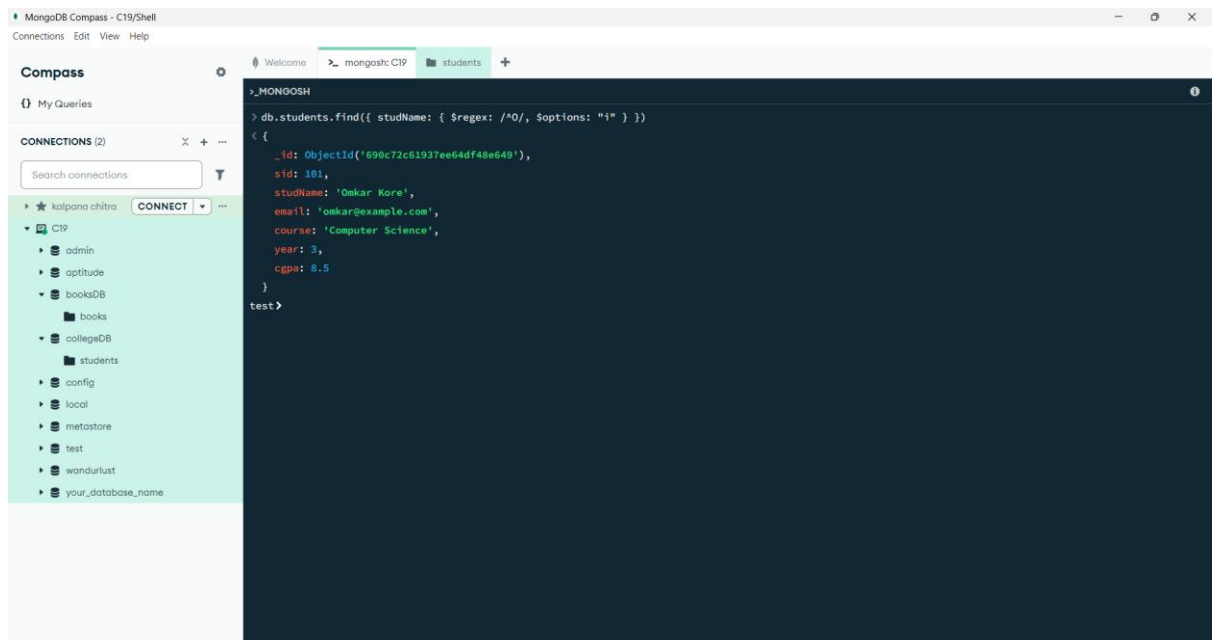 MongoDB Compass - C19/Shell
Connections Edit View Help
Compass
{} My Queries
CONNECTIONS (2)
Search connections
kalpana chitra CONNECT
C19
admin
aptitude
booksDB
books
collegeDB
students
config
local
metastore
test
wandurlust
your_database_name
Welcome >_ mongosh: C19 students +
>_MONGOSH
> db.students.find({ studName: { $regex: /^O/, $options: "i" } })
< {
_id: ObjectId('690c72c61937ee64df48e649'),
sid: 101,
studName: 'Omkar Kore',
email: 'omkar@example.com',
course: 'Computer Science',
year: 3,
cgpa: 8.5
}
test>